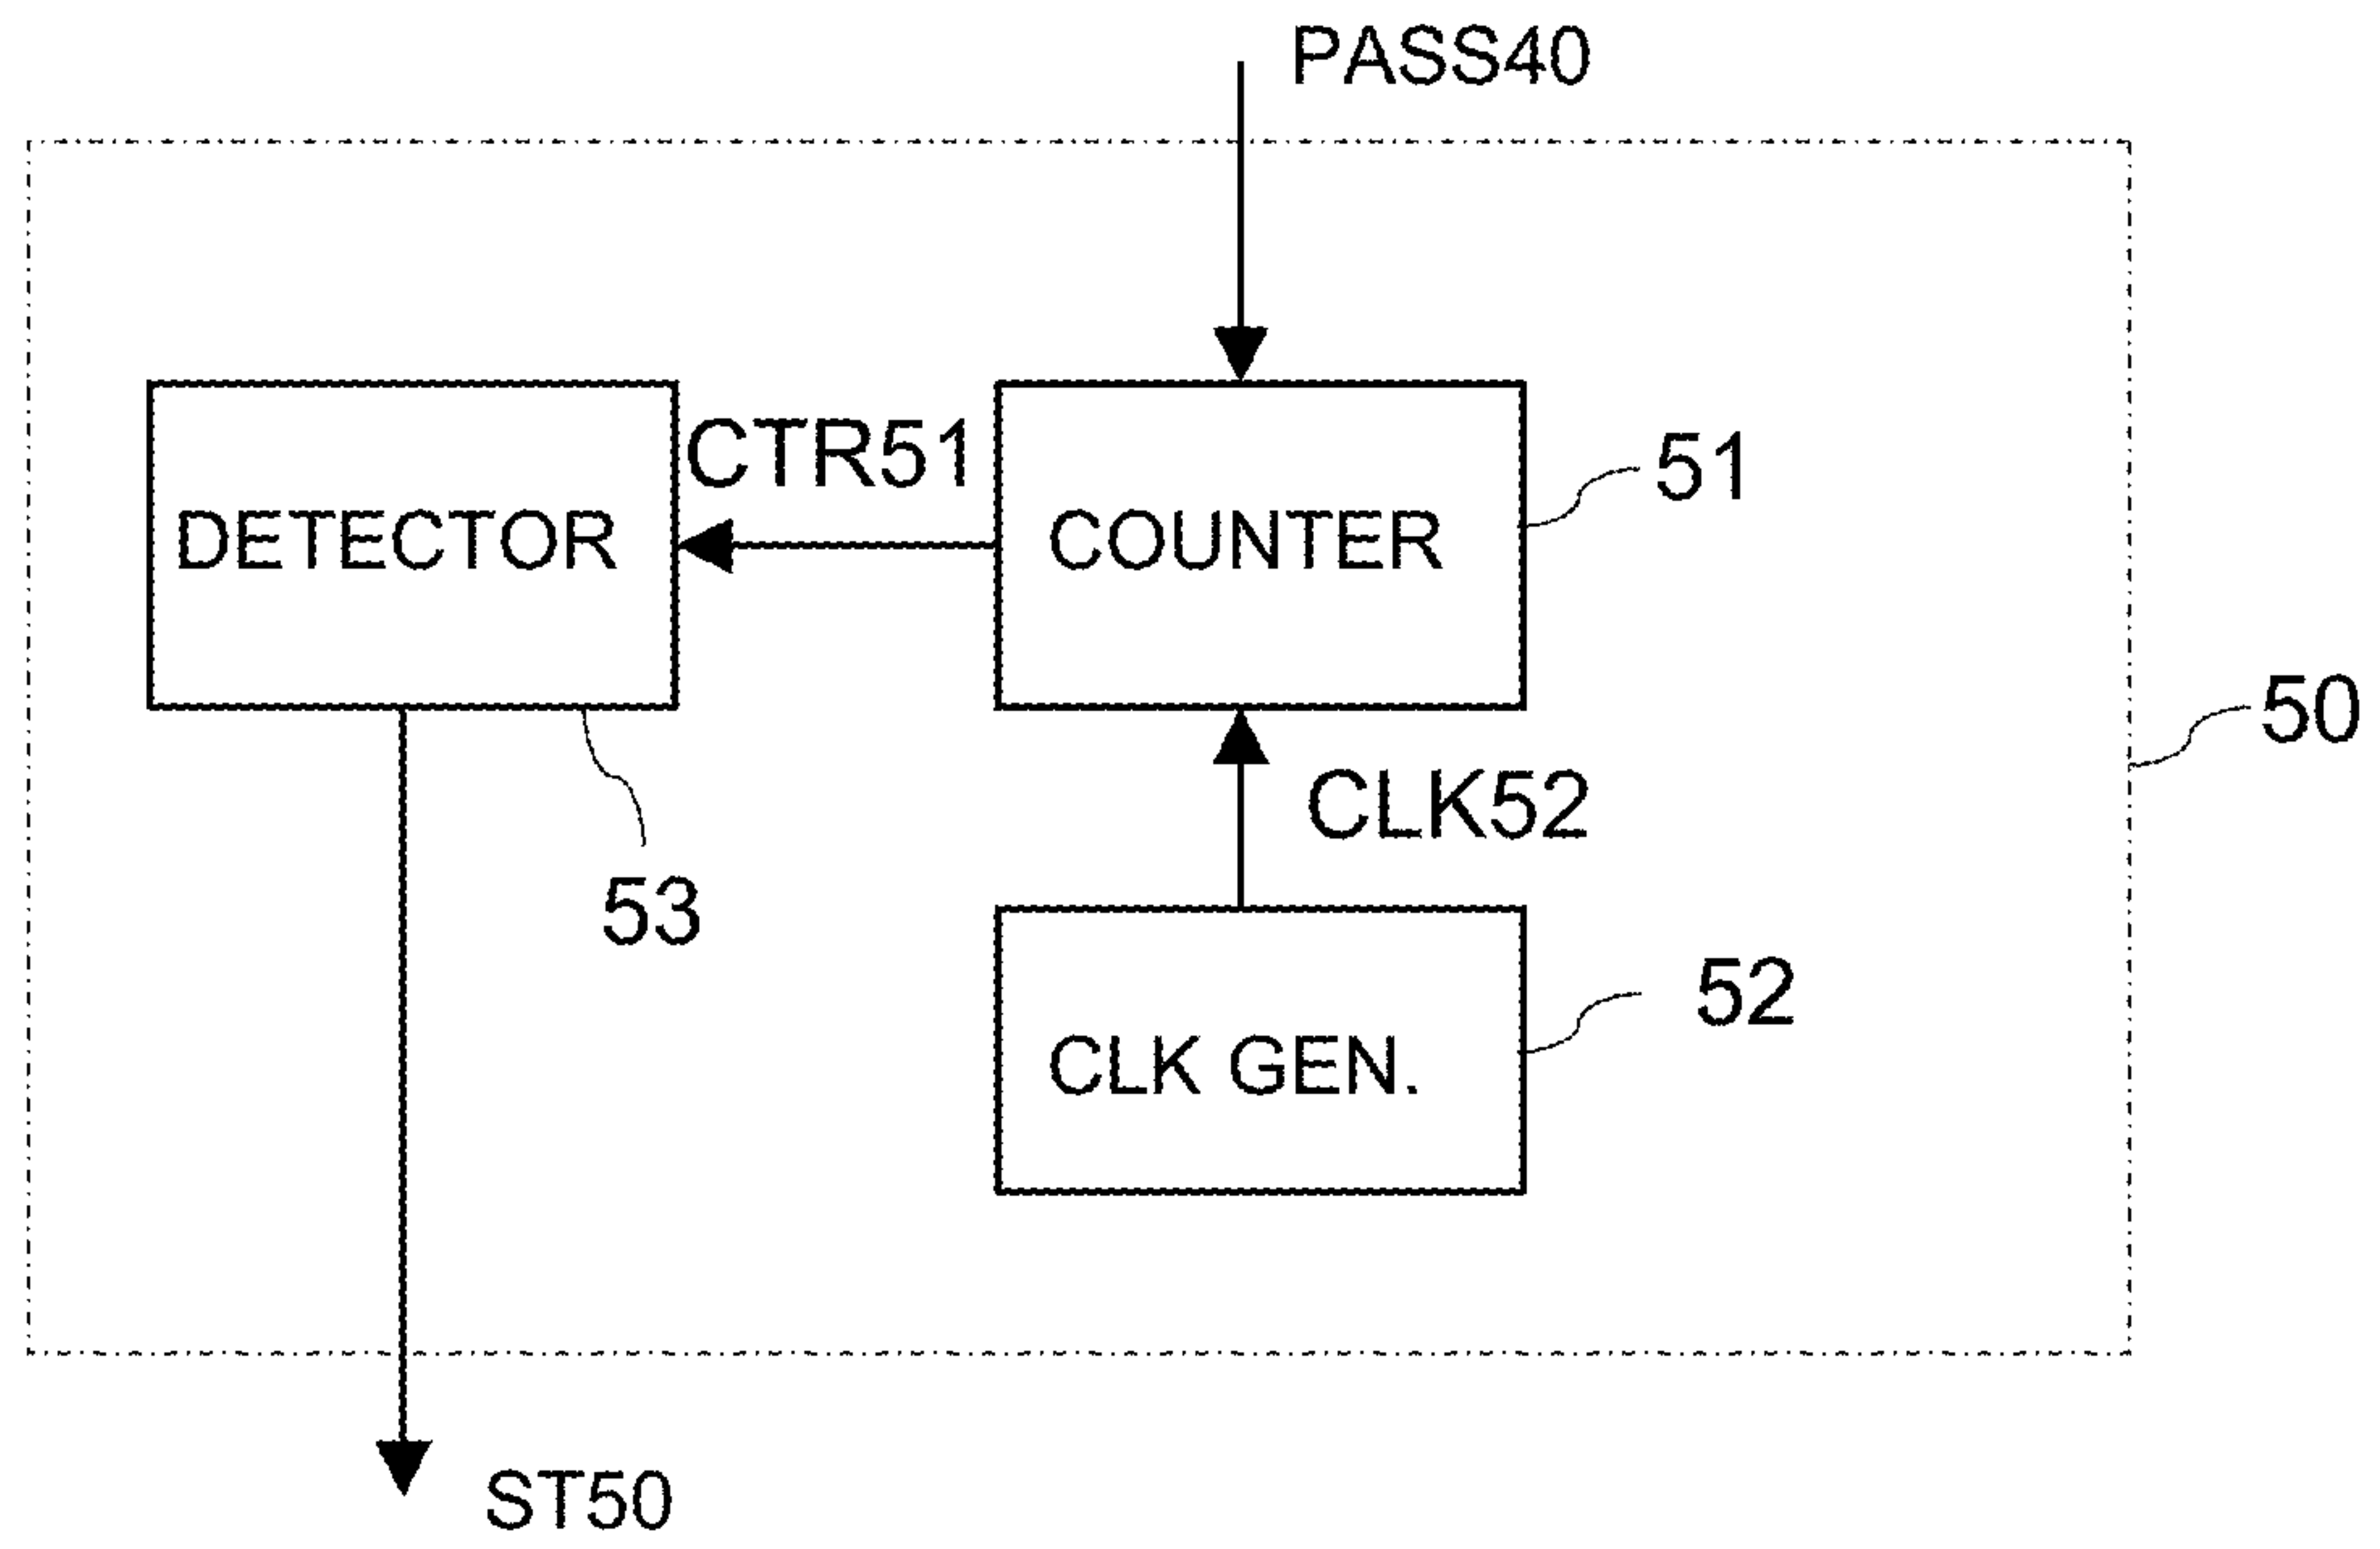 PASS40
CTR51
51
DETECTOR
COUNTER
50
CLK52
53
52
CLK GEN.
ST50